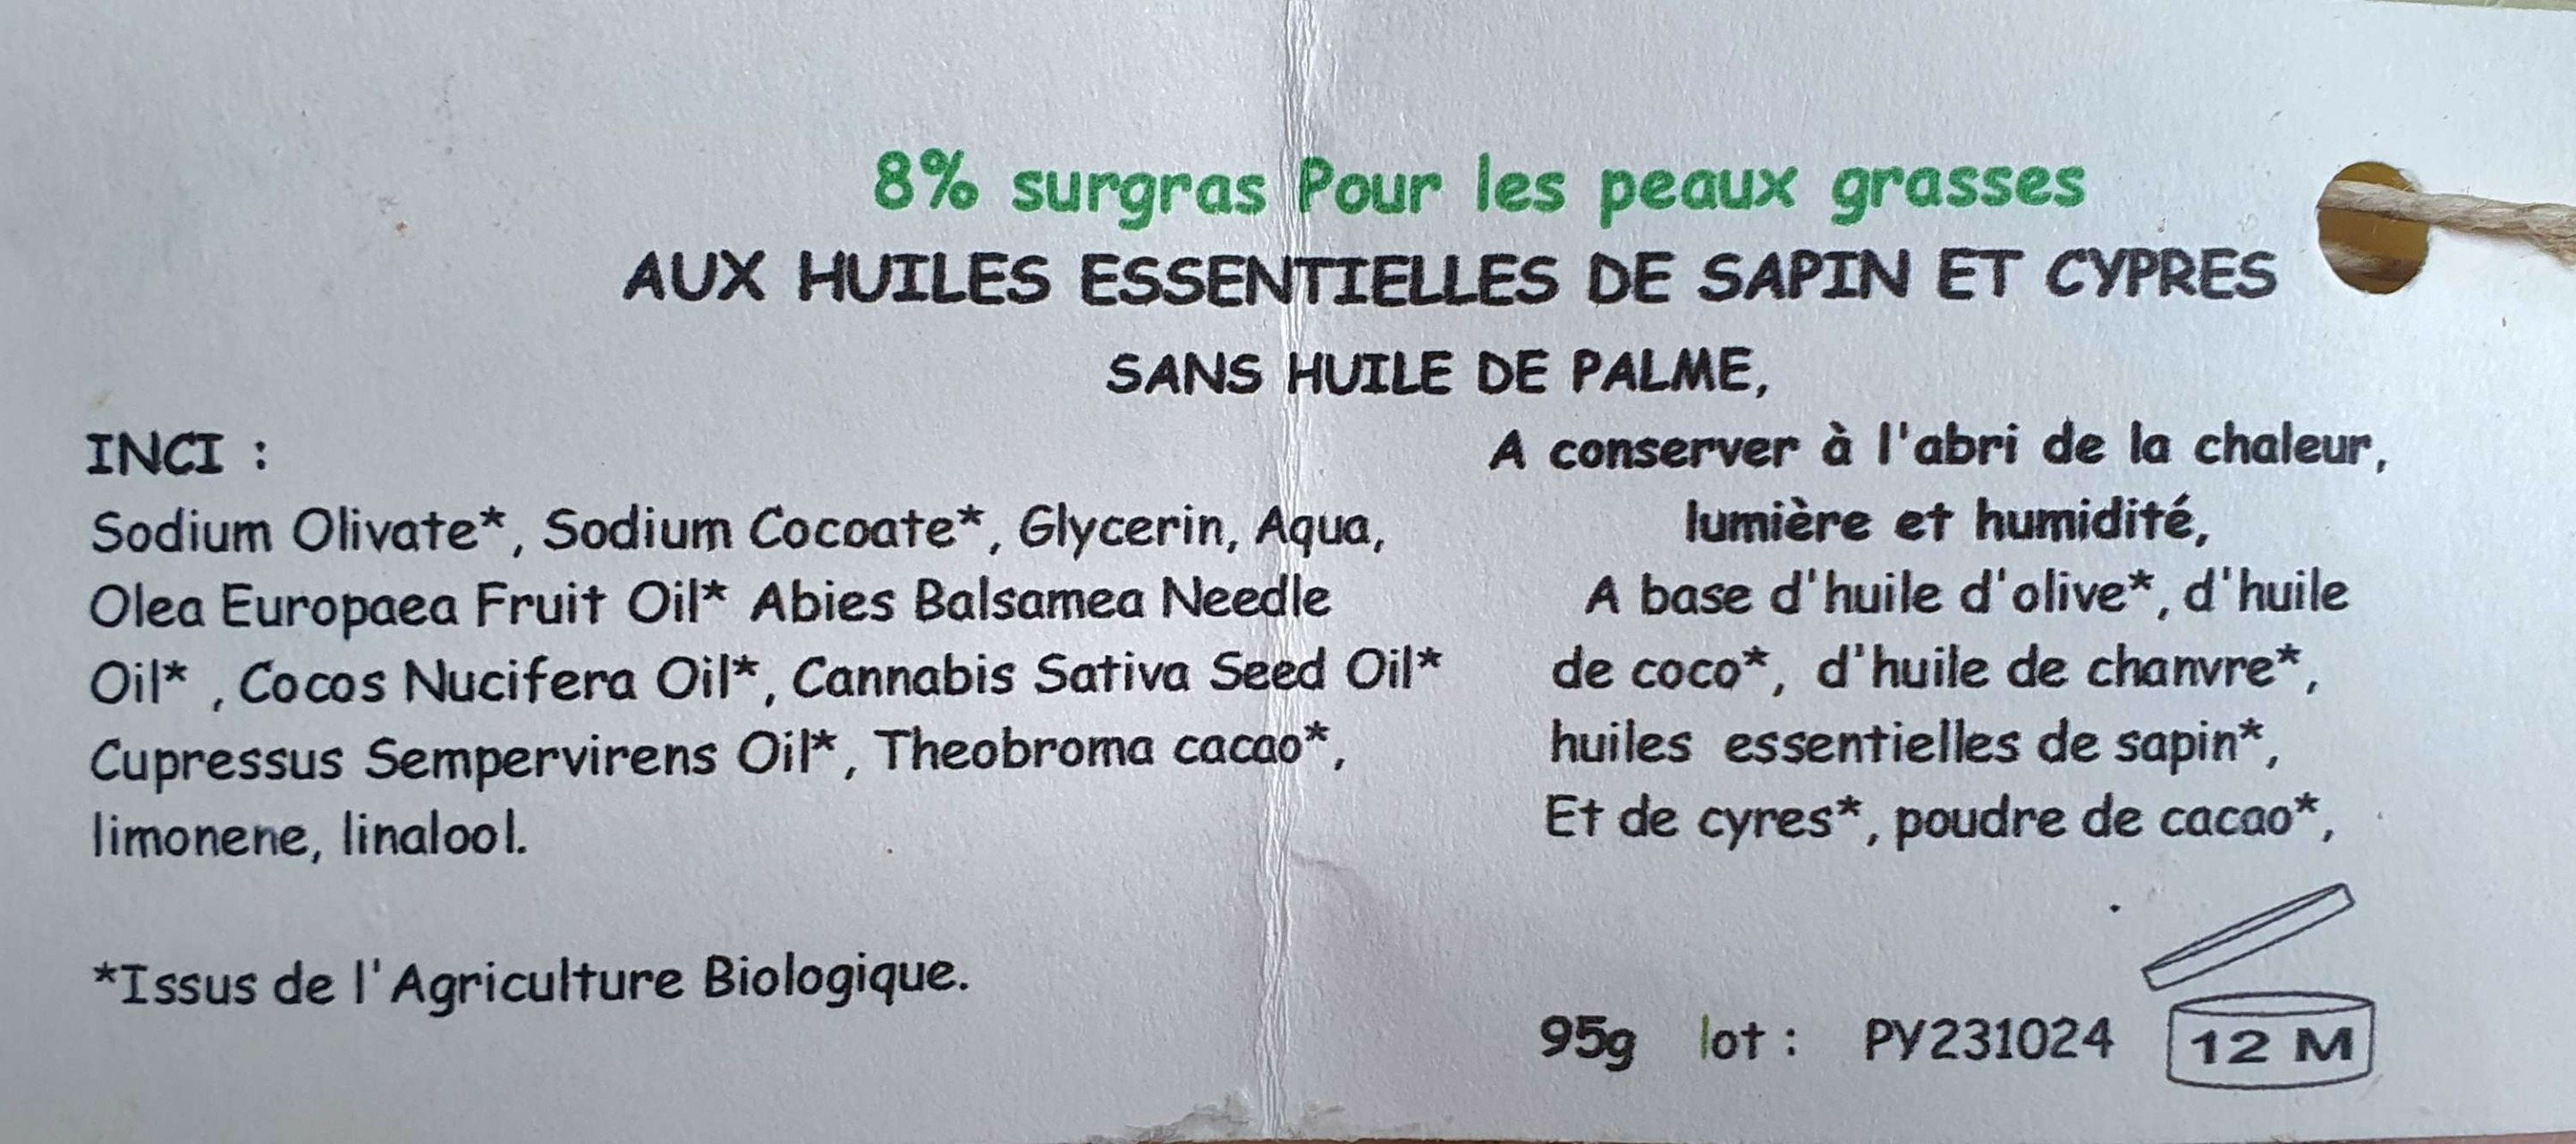 8% surgras Pour les peaux grasses
AUX HUILES ESSENTIELLES DE SAPIN ET CYPRES
SANS HUILE DE PALME,
INCI :
Sodium Olivate*, Sodium Cocoate*, Glycerin, Aqua,
Olea Europaea Fruit Oil* Abies Balsamea Needle
Oil* , Cocos Nucifera Oil*, Cannabis Sativa Seed Oil*
Cupressus Sempervirens Oil*, Theobroma cacao*,
limonene, linalool.
*Issus de l'Agriculture Biologique.
A conserver à l'abri de la chaleur,
lumière et humidité,
A base d'huile d'olive*, d'huile
de coco*, d'huile de chanvre*,
huiles essentielles de sapin*,
Et de cyres*, poudre de cacao*,
95g lot : PY231024
12 M